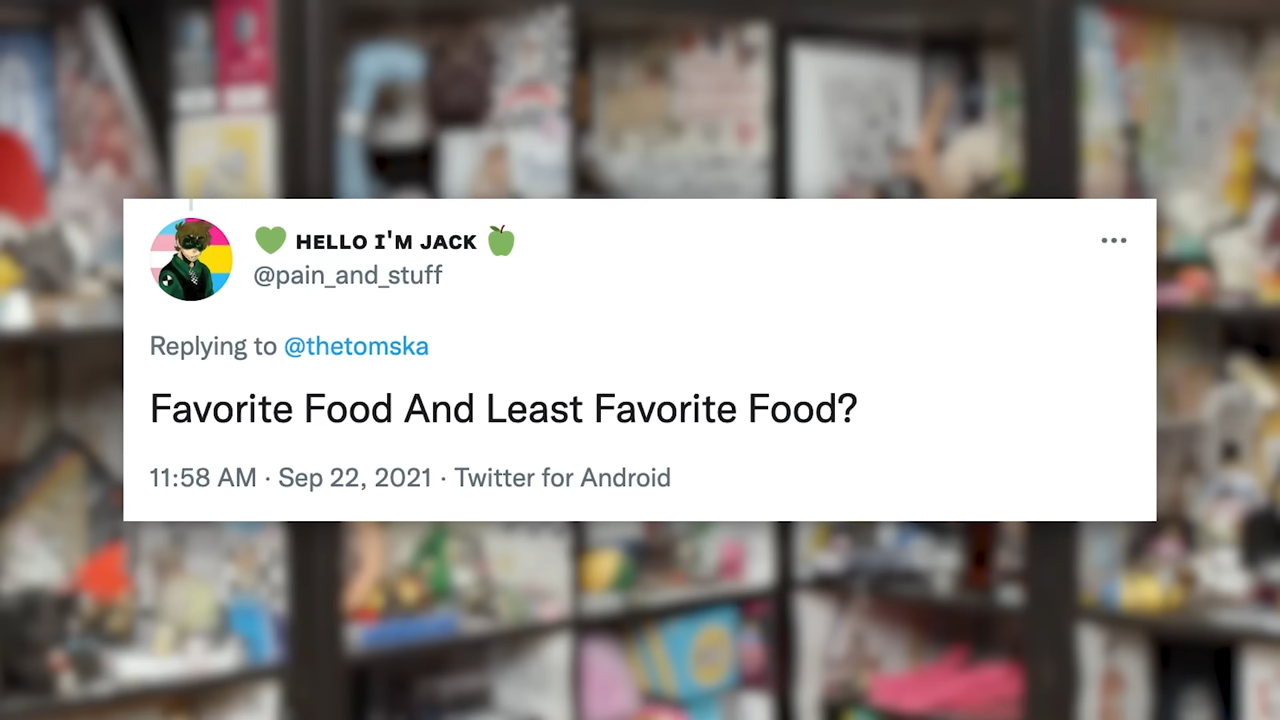 💚 HELLO I'M JACK 🍏
@pain_and_stuff
Replying to @thetomska
Favorite Food And Least Favorite Food?
11:58 AM · Sep 22, 2021 · Twitter for Android